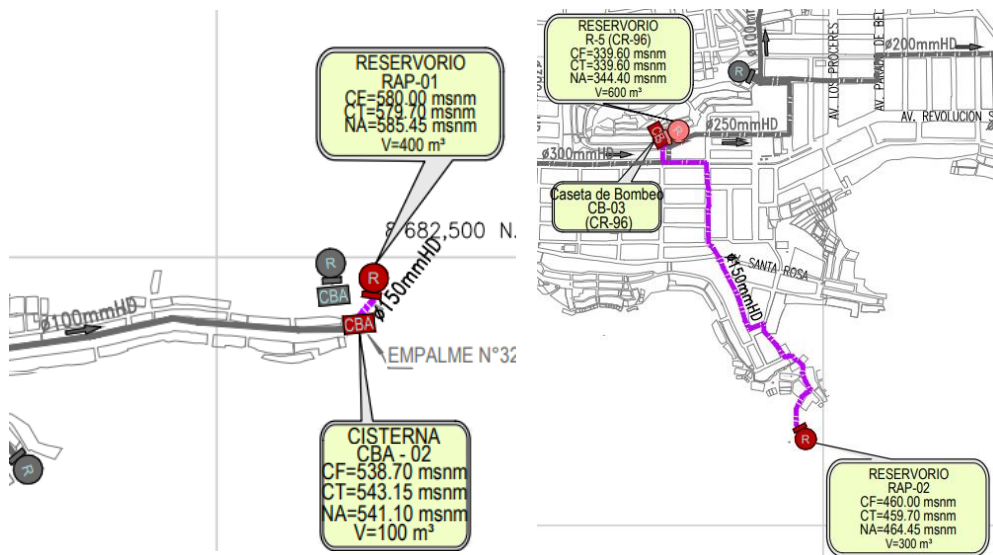 RESERVORIO
RAP-01
CF=580.00 msnm
CT=579.70 msnm
NA=585.45 msnm
V=400 m³
8 682,500 N.
R
R
CBA
ø150mmHD
ø100mmHD
CBA
EMPALME N°32
R
CISTERNA
CBA - 02
CF=538.70 msnm
CT=543.15 msnm
NA=541.10 msnm
V=100 m³
RESERVORIO
R-5 (CR-96)
CF=339.60 msnm
CT=339.60 msnm
NA=344.40 msnm
V=600 m³
ø100mm
ø200mmHD
R
AV. LOS PROCERES
AV. REVOLUCION S
CB
R
ø250mmHD
ø300mmHD
Caseta de Bombeo
CB-03
(CR-96)
SANTA ROSA
ø150mmHD
R
RESERVORIO
RAP-02
CF=460.00 msnm
CT=459.70 msnm
NA=464.45 msnm
V=300 m³